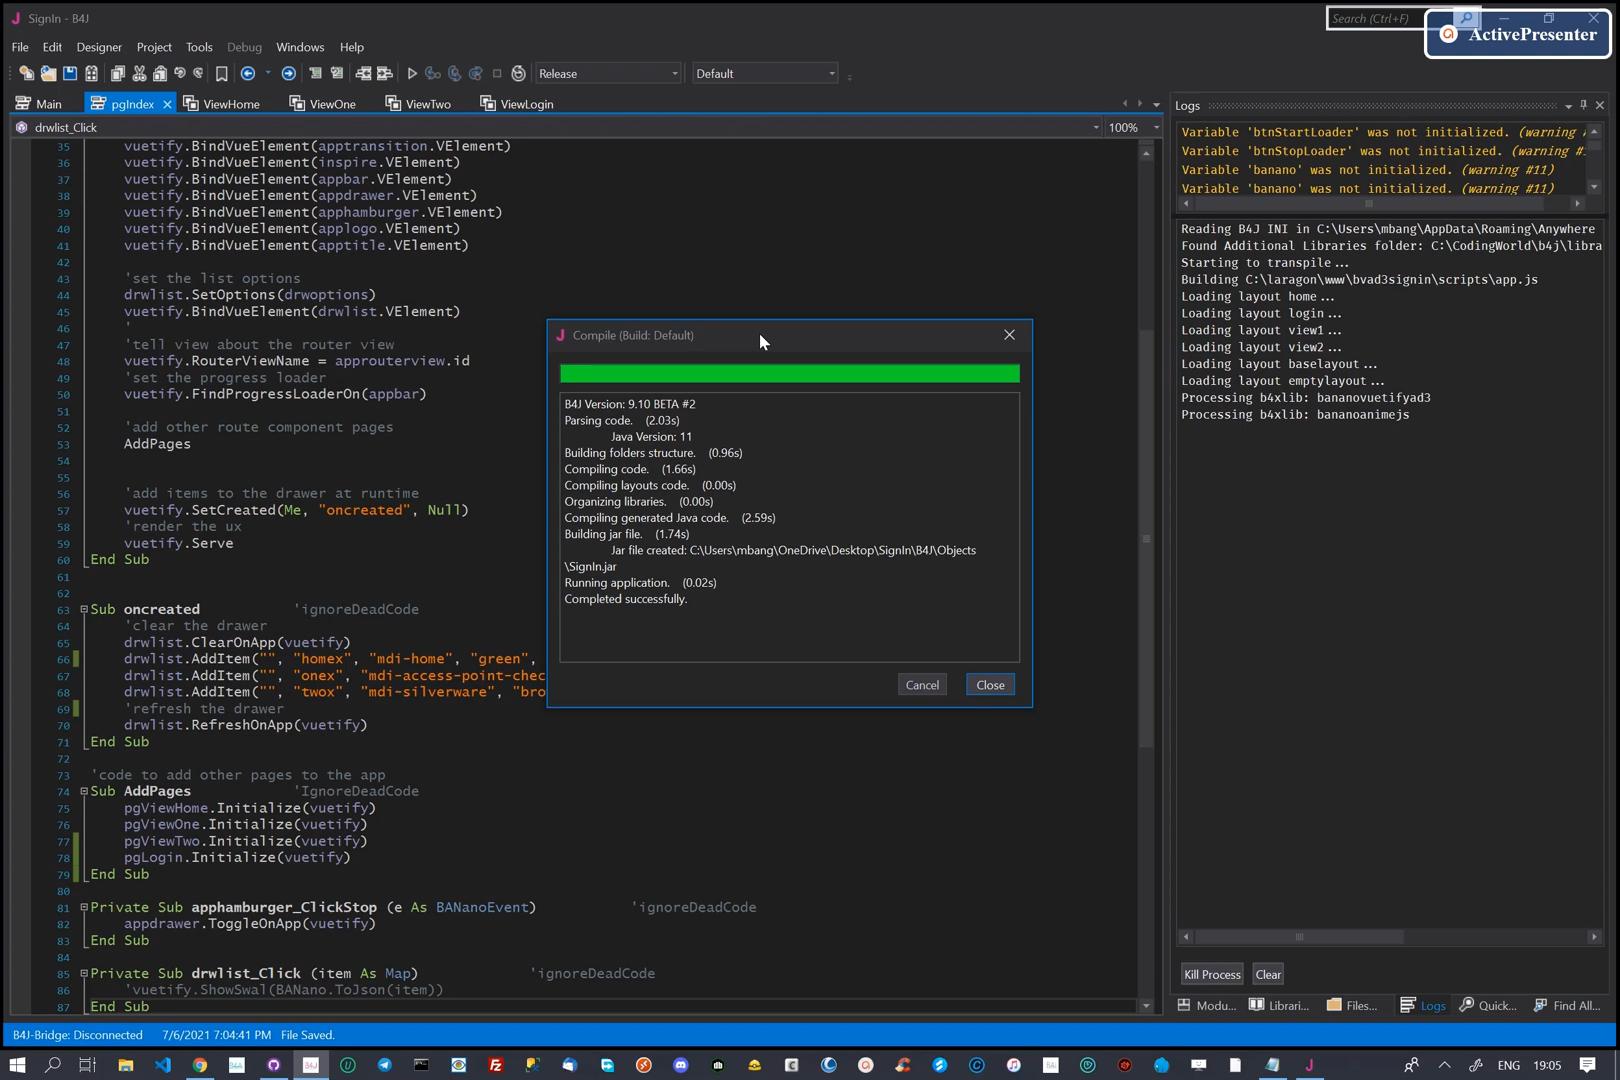 SignIn - B4J
Search (Ctrl+F)
ActivePresenter
File Edit Designer Project Tools Debug Windows Help
Release
Default
Main
pgIndex
ViewHome
ViewOne
ViewTwo
ViewLogin
drwlist_Click
100%
35 vuetify.BindVueElement(apptransition.VElement)
36 vuetify.BindVueElement(inspire.VElement)
37 vuetify.BindVueElement(appbar.VElement)
38 vuetify.BindVueElement(appdrawer.VElement)
39 vuetify.BindVueElement(apphamburger.VElement)
40 vuetify.BindVueElement(applogo.VElement)
41 vuetify.BindVueElement(apptitle.VElement)
42
43 'set the list options
44 drwlist.SetOptions(drwoptions)
45 vuetify.BindVueElement(drwlist.VElement)
46 '
47 'tell view about the router view
48 vuetify.RouterViewName = approuterview.id
49 'set the progress loader
50 vuetify.FindProgressLoaderOn(appbar)
51
52 'add other route component pages
53 AddPages
54
55
56 'add items to the drawer at runtime
57 vuetify.SetCreated(Me, "oncreated", Null)
58 'render the ux
59 vuetify.Serve
60 End Sub
61
62
63 Sub oncreated 'ignoreDeadCode
64 'clear the drawer
65 drwlist.ClearOnApp(vuetify)
66 drwlist.AddItem("", "homex", "mdi-home", "green",
67 drwlist.AddItem("", "onex", "mdi-access-point-chec
68 drwlist.AddItem("", "twox", "mdi-silverware", "bro
69 'refresh the drawer
70 drwlist.RefreshOnApp(vuetify)
71 End Sub
72
73 'code to add other pages to the app
74 Sub AddPages 'IgnoreDeadCode
75 pgViewHome.Initialize(vuetify)
76 pgViewOne.Initialize(vuetify)
77 pgViewTwo.Initialize(vuetify)
78 pgLogin.Initialize(vuetify)
79 End Sub
80
81 Private Sub apphamburger_ClickStop (e As BANanoEvent) 'ignoreDeadCode
82 appdrawer.ToggleOnApp(vuetify)
83 End Sub
84
85 Private Sub drwlist_Click (item As Map) 'ignoreDeadCode
86 'vuetify.ShowSwal(BANano.ToJson(item))
87 End Sub
Compile (Build: Default)
B4J Version: 9.10 BETA #2
Parsing code. (2.03s)
Java Version: 11
Building folders structure. (0.96s)
Compiling code. (1.66s)
Compiling layouts code. (0.00s)
Organizing libraries. (0.00s)
Compiling generated Java code. (2.59s)
Building jar file. (1.74s)
Jar file created: C:\Users\mbang\OneDrive\Desktop\SignIn\B4J\Objects
\SignIn.jar
Running application. (0.02s)
Completed successfully.
Cancel
Close
Logs
Variable 'btnStartLoader' was not initialized. (warning #
Variable 'btnStopLoader' was not initialized. (warning #:
Variable 'banano' was not initialized. (warning #11)
Variable 'banano' was not initialized. (warning #11)
Reading B4J INI in C:\Users\mbang\AppData\Roaming\Anywhere
Found Additional Libraries folder: C:\CodingWorld\b4j\libra
Starting to transpile...
Building C:\laragon\www\bvad3signin\scripts\app.js
Loading layout home...
Loading layout login...
Loading layout view1...
Loading layout view2...
Loading layout baselayout...
Loading layout emptylayout...
Processing b4xlib: bananovuetifyad3
Processing b4xlib: bananoanimejs
Kill Process
Clear
Modu...
Librari...
Files...
Logs
Quick...
Find All...
B4J-Bridge: Disconnected 7/6/2021 7:04:41 PM File Saved.
ENG
19:05